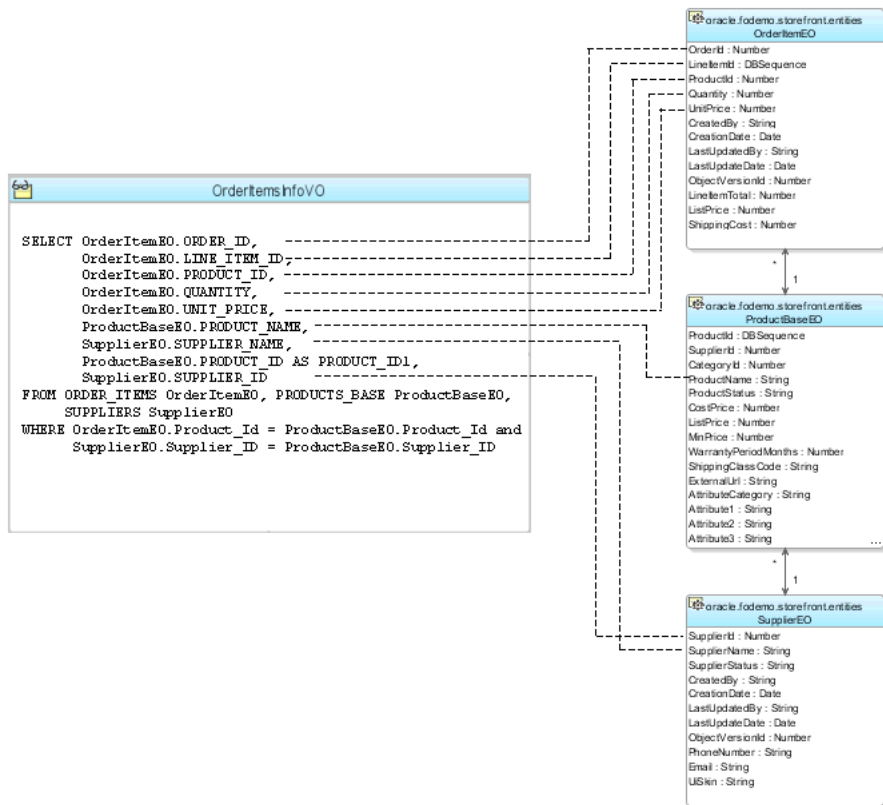 OrderItemsInfoVO
SELECT OrderItemEO.ORDER_ID,
OrderItemEO.LINE_ITEM_ID,
OrderItemEO.PRODUCT_ID,
OrderItemEO.QUANTITY,
OrderItemEO.UNIT_PRICE,
ProductBaseEO.PRODUCT_NAME,
SupplierEO.SUPPLIER_NAME,
ProductBaseEO.PRODUCT_ID AS PRODUCT_ID1,
SupplierEO.SUPPLIER_ID
FROM ORDER_ITEMS OrderItemEO, PRODUCTS_BASE ProductBaseEO,
SUPPLIERS SupplierEO
WHERE OrderItemEO.Product_Id = ProductBaseEO.Product_Id and
SupplierEO.Supplier_ID = ProductBaseEO.Supplier_ID
oracle.fodemo.storefront.entities
OrderItemEO
OrderId : Number
LineItemId : DBSequence
ProductId : Number
Quantity : Number
UnitPrice : Number
CreatedBy : String
CreationDate : Date
LastUpdatedBy : String
LastUpdateDate : Date
ObjectVersionId : Number
LineItemTotal : Number
ListPrice : Number
ShippingCost : Number
*
1
oracle.fodemo.storefront.entities
ProductBaseEO
ProductId : DBSequence
SupplierId : Number
CategoryId : Number
ProductName : String
ProductStatus : String
CostPrice : Number
ListPrice : Number
MinPrice : Number
WarrantyPeriodMonths : Number
ShippingClassCode : String
ExternalUrl : String
AttributeCategory : String
Attribute1 : String
Attribute2 : String
Attribute3 : String
...
*
1
oracle.fodemo.storefront.entities
SupplierEO
SupplierId : Number
SupplierName : String
SupplierStatus : String
CreatedBy : String
CreationDate : Date
LastUpdatedBy : String
LastUpdateDate : Date
ObjectVersionId : Number
PhoneNumber : String
Email : String
UiSkin : String